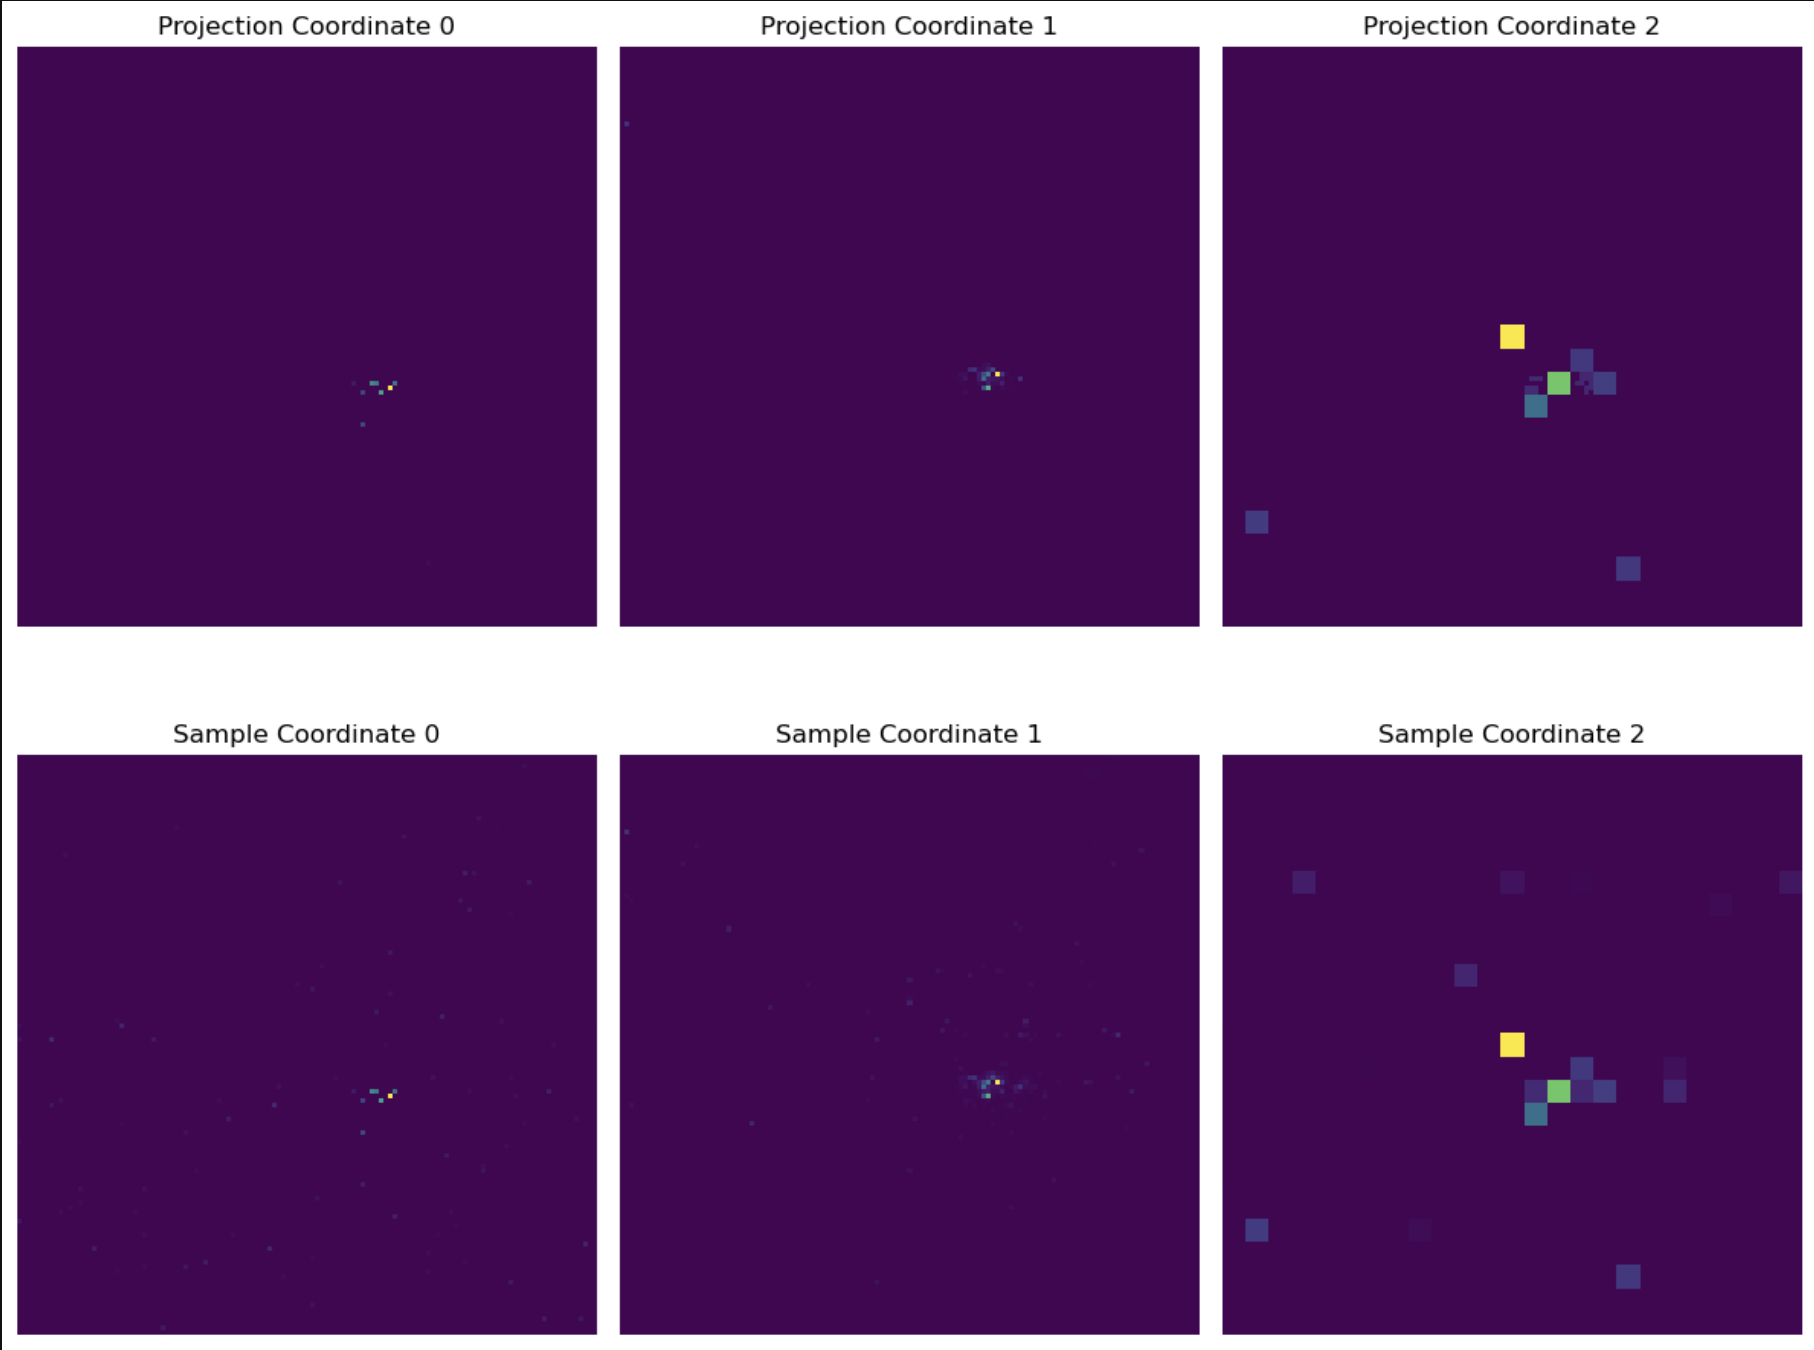 Projection Coordinate 0
Projection Coordinate 1
Projection Coordinate 2
Sample Coordinate 0
Sample Coordinate 1
Sample Coordinate 2